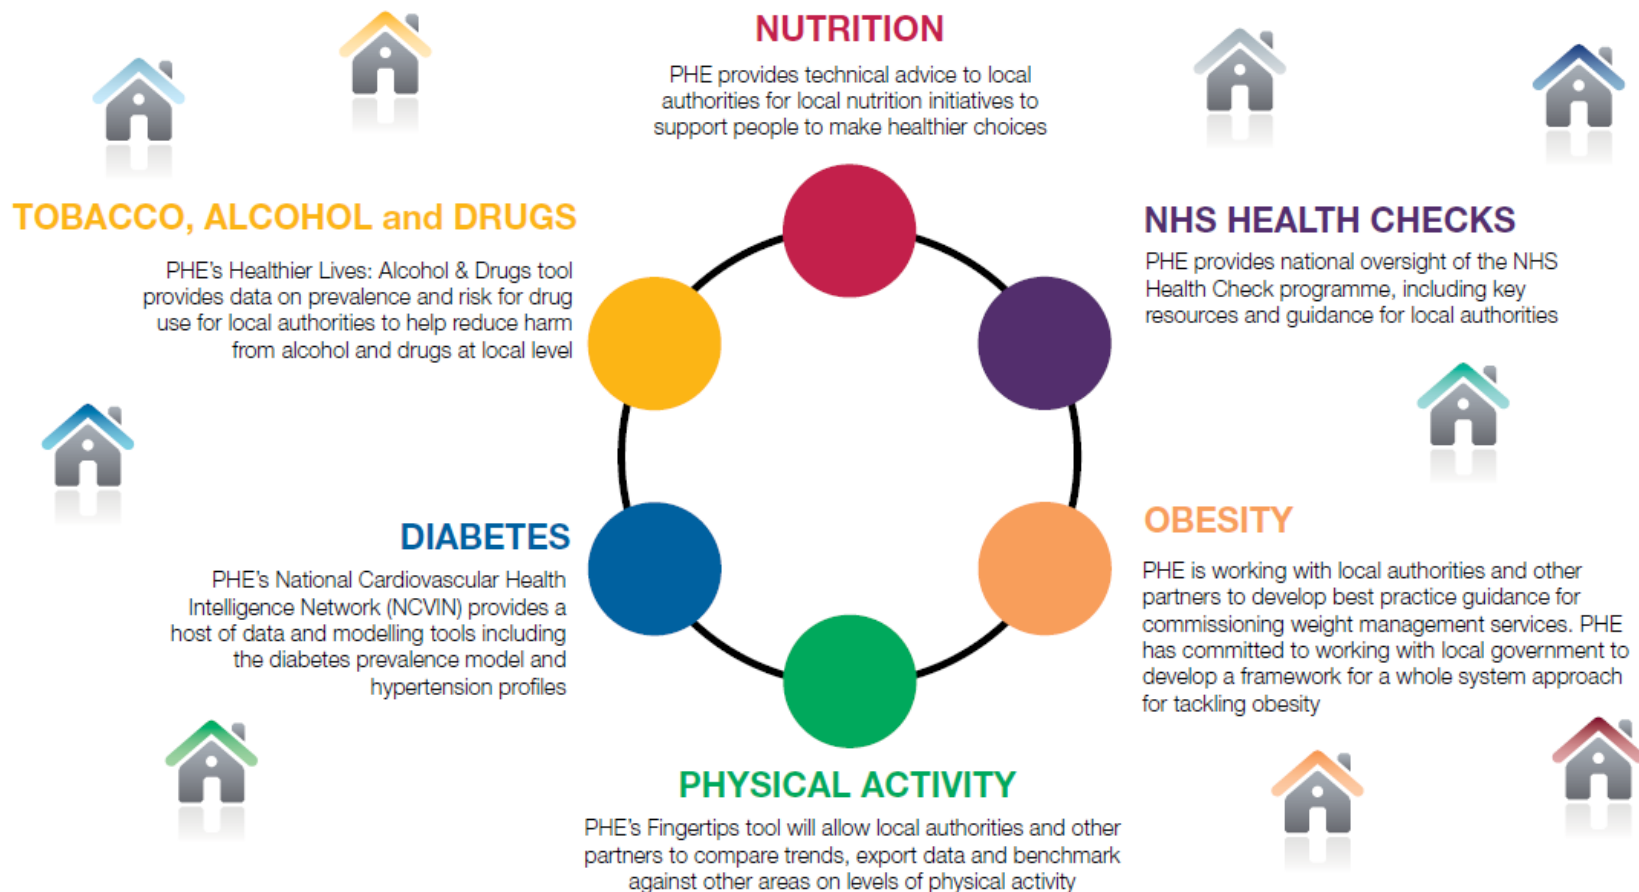 NUTRITION
PHE provides technical advice to local
authorities for local nutrition initiatives to
support people to make healthier choices
TOBACCO, ALCOHOL and DRUGS
PHE's Healthier Lives: Alcohol & Drugs tool
provides data on prevalence and risk for drug
use for local authorities to help reduce harm
from alcohol and drugs at local level
NHS HEALTH CHECKS
PHE provides national oversight of the NHS
Health Check programme, including key
resources and guidance for local authorities
DIABETES
PHE's National Cardiovascular Health
Intelligence Network (NCVIN) provides a
host of data and modelling tools including
the diabetes prevalence model and
hypertension profiles
OBESITY
PHE is working with local authorities and other
partners to develop best practice guidance for
commissioning weight management services. PHE
has committed to working with local government to
develop a framework for a whole system approach
for tackling obesity
PHYSICAL ACTIVITY
PHE's Fingertips tool will allow local authorities and other
partners to compare trends, export data and benchmark
against other areas on levels of physical activity